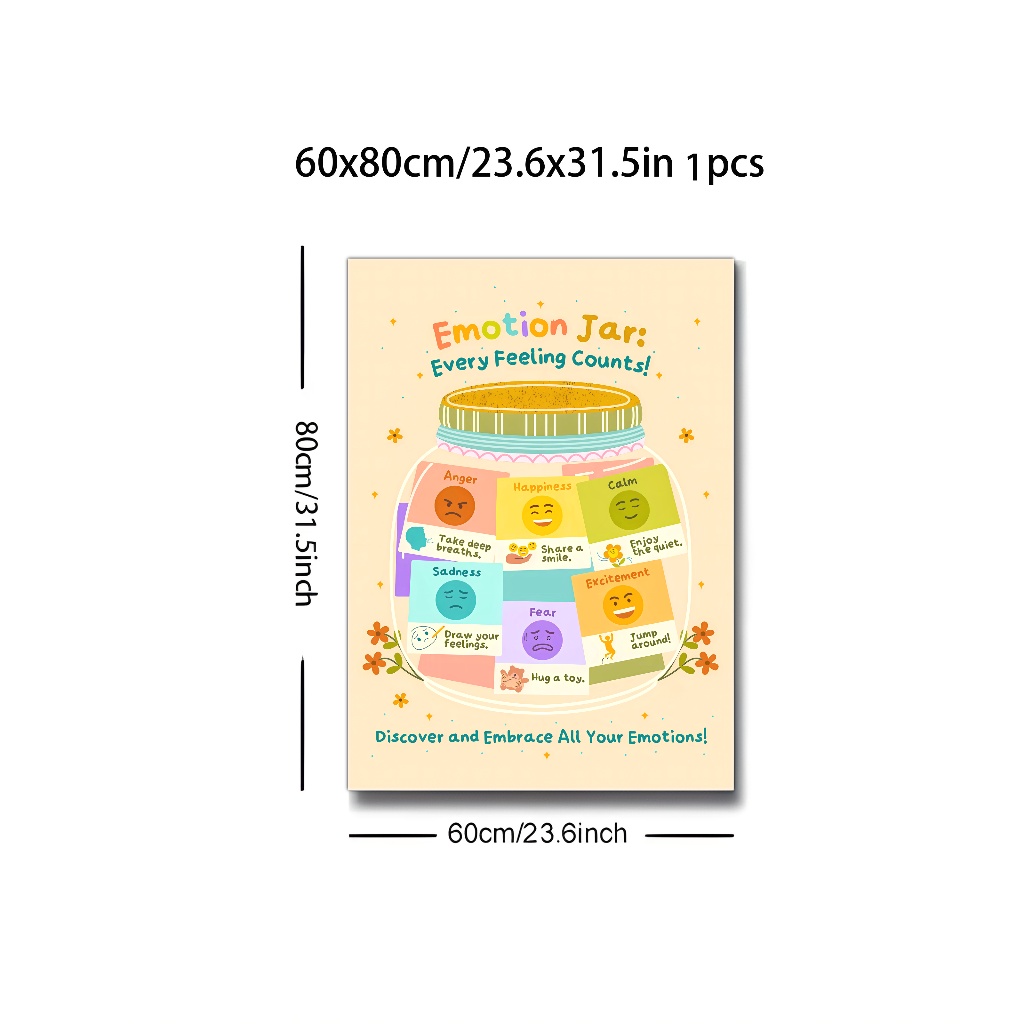 60x80cm/23.6x31.5in 1pcs
80cm/31.5inch
Emotion Jar:
Every Feeling Counts!
Anger
Take deep
breaths.
Happiness
Share a
smile.
Calm
Enjoy
the quiet.
Sadness
Draw your
feelings.
Fear
Hug a toy.
Excitement
Jump
around!
Discover and Embrace All Your Emotions!
60cm/23.6inch